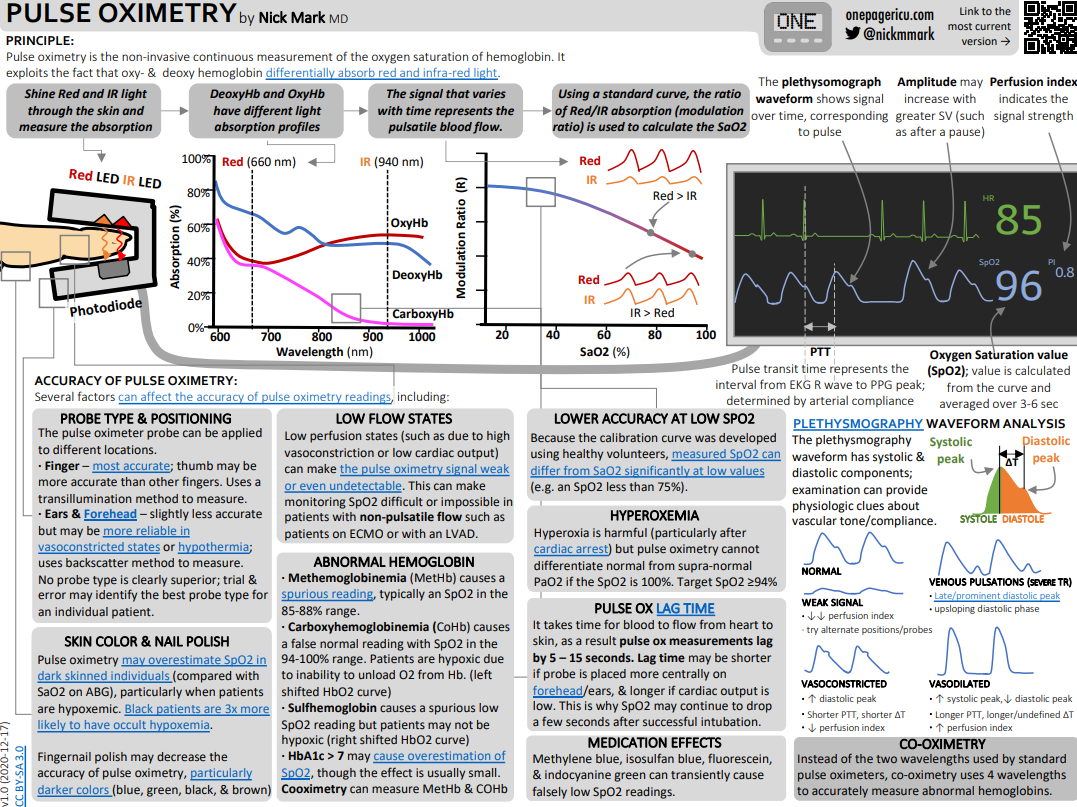 PULSE OXIMETRY by Nick Mark MD
ONE
onepagericu.com
@nickmmark
Link to the
most current
version →
PRINCIPLE:
Pulse oximetry is the non-invasive continuous measurement of the oxygen saturation of hemoglobin. It
exploits the fact that oxy- & deoxy hemoglobin differentially absorb red and infra-red light.
Shine Red and IR light
through the skin and
measure the absorption
DeoxyHb and OxyHb
have different light
absorption profiles
The signal that varies
with time represents the
pulsatile blood flow.
Using a standard curve, the ratio
of Red/IR absorption (modulation
ratio) is used to calculate the SaO2
The plethysomograph
waveform shows signal
over time, corresponding
to pulse
Amplitude may
increase with
greater SV (such
as after a pause)
Perfusion index
indicates the
signal strength
Red LED IR LED
Photodiode
Absorption (%)
100%
80%
60%
40%
20%
0%
Red (660 nm)
IR (940 nm)
OxyHb
DeoxyHb
CarboxyHb
600 700 800 900 1000
Wavelength (nm)
Modulation Ratio (R)
Red
IR
Red > IR
Red
IR
IR > Red
20 40 60 80 100
SaO2 (%)
HR
85
SpO2
96
PI
0.8
PTT
Pulse transit time represents the
interval from EKG R wave to PPG peak;
determined by arterial compliance
Oxygen Saturation value
(SpO2); value is calculated
from the curve and
averaged over 3-6 sec
ACCURACY OF PULSE OXIMETRY:
Several factors can affect the accuracy of pulse oximetry readings, including:
PROBE TYPE & POSITIONING
The pulse oximeter probe can be applied
to different locations.
· Finger – most accurate; thumb may be
more accurate than other fingers. Uses a
transillumination method to measure.
· Ears & Forehead – slightly less accurate
but may be more reliable in
vasoconstricted states or hypothermia;
uses backscatter method to measure.
No probe type is clearly superior; trial &
error may identify the best probe type for
an individual patient.
SKIN COLOR & NAIL POLISH
Pulse oximetry may overestimate SpO2 in
dark skinned individuals (compared with
SaO2 on ABG), particularly when patients
are hypoxemic. Black patients are 3x more
likely to have occult hypoxemia.
Fingernail polish may decrease the
accuracy of pulse oximetry, particularly
darker colors (blue, green, black, & brown)
LOW FLOW STATES
Low perfusion states (such as due to high
vasoconstriction or low cardiac output)
can make the pulse oximetry signal weak
or even undetectable. This can make
monitoring SpO2 difficult or impossible in
patients with non-pulsatile flow such as
patients on ECMO or with an LVAD.
ABNORMAL HEMOGLOBIN
· Methemoglobinemia (MetHb) causes a
spurious reading, typically an SpO2 in the
85-88% range.
· Carboxyhemoglobinemia (CoHb) causes
a false normal reading with SpO2 in the
94-100% range. Patients are hypoxic due
to inability to unload O2 from Hb. (left
shifted HbO2 curve)
· Sulfhemoglobin causes a spurious low
SpO2 reading but patients may not be
hypoxic (right shifted HbO2 curve)
· HbA1c > 7 may cause overestimation of
SpO2, though the effect is usually small.
Cooximetry can measure MetHb & COHb
LOWER ACCURACY AT LOW SPO2
Because the calibration curve was developed
using healthy volunteers, measured SpO2 can
differ from SaO2 significantly at low values
(e.g. an SpO2 less than 75%).
HYPEROXEMIA
Hyperoxia is harmful (particularly after
cardiac arrest) but pulse oximetry cannot
differentiate normal from supra-normal
PaO2 if the SpO2 is 100%. Target SpO2 ≥94%
PULSE OX LAG TIME
It takes time for blood to flow from heart to
skin, as a result pulse ox measurements lag
by 5 – 15 seconds. Lag time may be shorter
if probe is placed more centrally on
forehead/ears, & longer if cardiac output is
low. This is why SpO2 may continue to drop
a few seconds after successful intubation.
MEDICATION EFFECTS
Methylene blue, isosulfan blue, fluorescein,
& indocyanine green can transiently cause
falsely low SpO2 readings.
PLETHYSMOGRAPHY WAVEFORM ANALYSIS
The plethysmography
waveform has systolic &
diastolic components;
examination can provide
physiologic clues about
vascular tone/compliance.
Systolic
peak
Diastolic
peak
ΔT
SYSTOLE DIASTOLE
NORMAL
VENOUS PULSATIONS (SEVERE TR)
• Late/prominent diastolic peak
• upsloping diastolic phase
WEAK SIGNAL
· ↓↓ perfusion index
· try alternate positions/probes
VASOCONSTRICTED
• ↑ diastolic peak
• Shorter PTT, shorter ΔT
• ↓ perfusion index
VASODILATED
• ↑ systolic peak,↓ diastolic peak
• Longer PTT, longer/undefined ΔT
• ↑ perfusion index
CO-OXIMETRY
Instead of the two wavelengths used by standard
pulse oximeters, co-oximetry uses 4 wavelengths
to accurately measure abnormal hemoglobins.
v1.0 (2020-12-17)
CC BY-SA 3.0